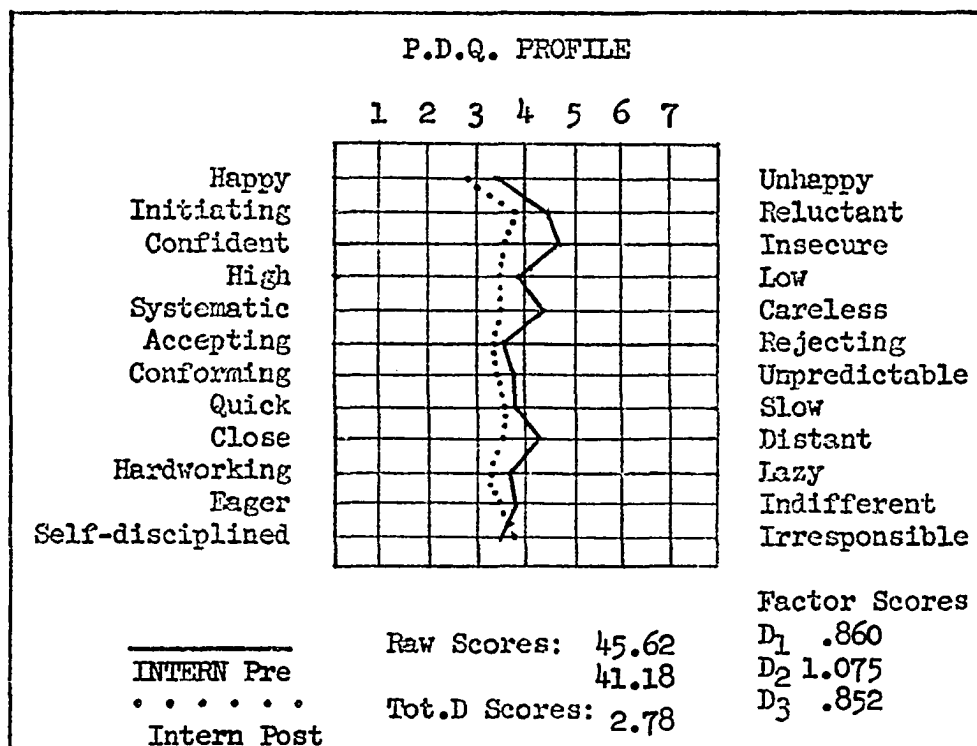 P.D.Q. PROFILE
1 2 3 4 5 6 7
Happy Unhappy
Initiating Reluctant
Confident Insecure
High Low
Systematic Careless
Accepting Rejecting
Conforming Unpredictable
Quick Slow
Close Distant
Hardworking Lazy
Eager Indifferent
Self-disciplined Irresponsible
INTERN Pre
Intern Post
Raw Scores: 45.62
41.18
Tot.D Scores: 2.78
Factor Scores
D1 .860
D2 1.075
D3 .852